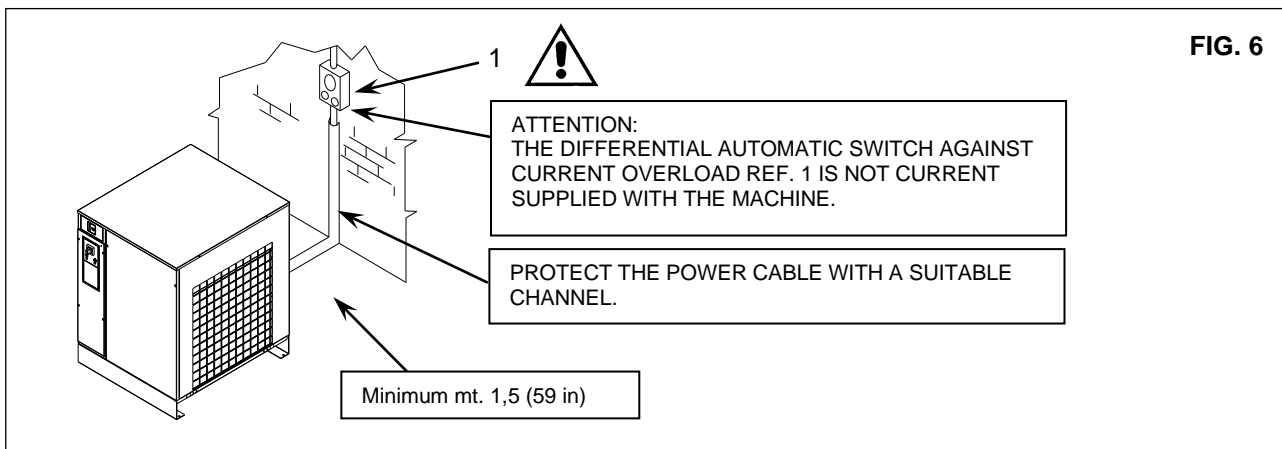 FIG. 6
1
ATTENTION:
THE DIFFERENTIAL AUTOMATIC SWITCH AGAINST
CURRENT OVERLOAD REF. 1 IS NOT CURRENT
SUPPLIED WITH THE MACHINE.
PROTECT THE POWER CABLE WITH A SUITABLE
CHANNEL.
Minimum mt. 1,5 (59 in)